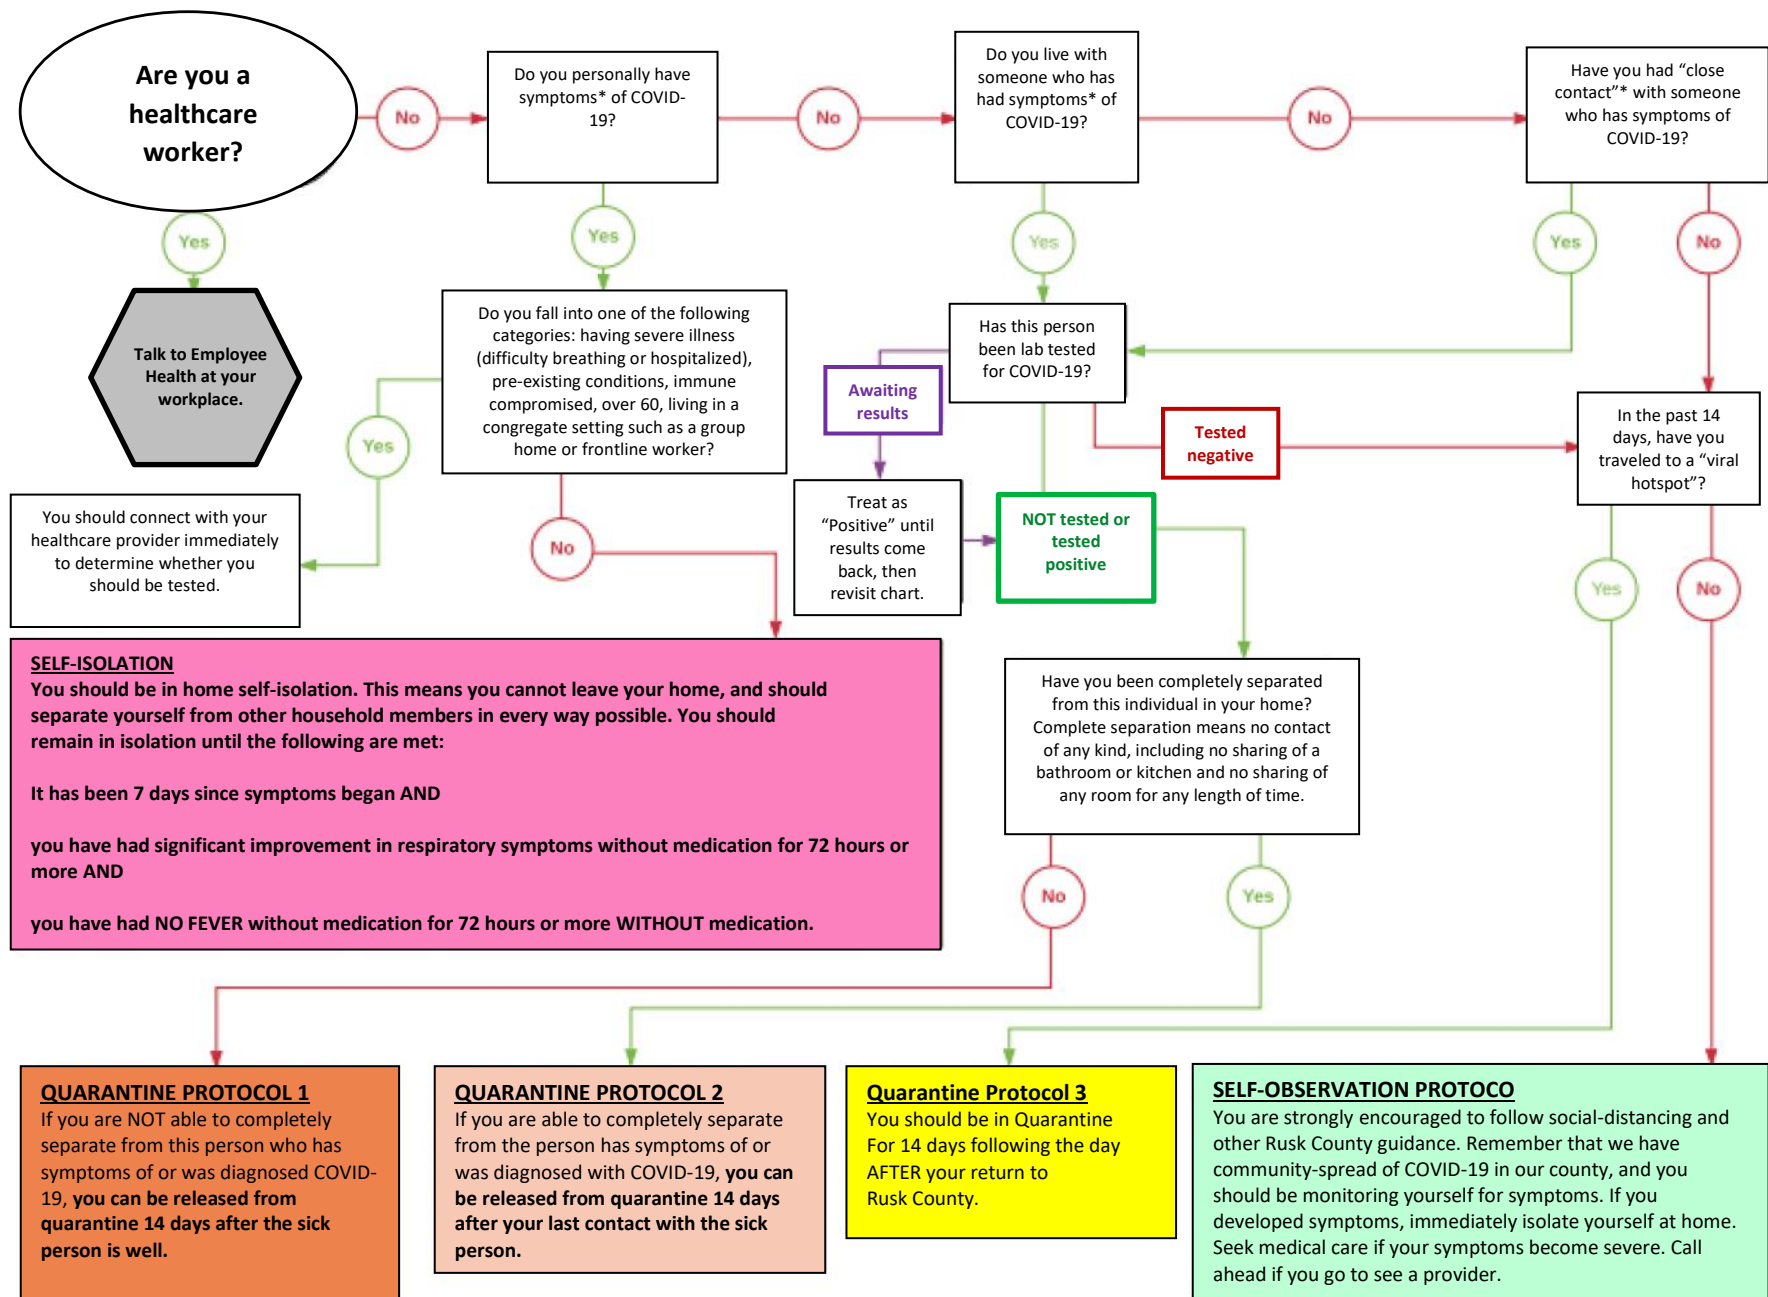 Are you a
healthcare
worker?
No
Do you personally have
symptoms* of COVID-
19?
No
Do you live with
someone who has
had symptoms* of
COVID-19?
No
Have you had “close
contact”* with someone
who has symptoms of
COVID-19?
Yes
Yes
Yes
Yes
No
Talk to Employee
Health at your
workplace.
Do you fall into one of the following
categories: having severe illness
(difficulty breathing or hospitalized),
pre-existing conditions, immune
compromised, over 60, living in a
congregate setting such as a group
home or frontline worker?
Has this person
been lab tested
for COVID-19?
Awaiting
results
Tested
negative
In the past 14
days, have you
traveled to a “viral
hotspot”?
Yes
You should connect with your
healthcare provider immediately
to determine whether you
should be tested.
No
Treat as
“Positive” until
results come
back, then
revisit chart.
NOT tested or
tested
positive
Yes
No
SELF-ISOLATION
You should be in home self-isolation. This means you cannot leave your home, and should
separate yourself from other household members in every way possible. You should
remain in isolation until the following are met:
It has been 7 days since symptoms began AND
you have had significant improvement in respiratory symptoms without medication for 72 hours or
more AND
you have had NO FEVER without medication for 72 hours or more WITHOUT medication.
Have you been completely separated
from this individual in your home?
Complete separation means no contact
of any kind, including no sharing of a
bathroom or kitchen and no sharing of
any room for any length of time.
No
Yes
QUARANTINE PROTOCOL 1
If you are NOT able to completely
separate from this person who has
symptoms of or was diagnosed COVID-
19, you can be released from
quarantine 14 days after the sick
person is well.
QUARANTINE PROTOCOL 2
If you are able to completely separate
from the person has symptoms of or
was diagnosed with COVID-19, you can
be released from quarantine 14 days
after your last contact with the sick
person.
Quarantine Protocol 3
You should be in Quarantine
For 14 days following the day
AFTER your return to
Rusk County.
SELF-OBSERVATION PROTOCO
You are strongly encouraged to follow social-distancing and
other Rusk County guidance. Remember that we have
community-spread of COVID-19 in our county, and you
should be monitoring yourself for symptoms. If you
developed symptoms, immediately isolate yourself at home.
Seek medical care if your symptoms become severe. Call
ahead if you go to see a provider.